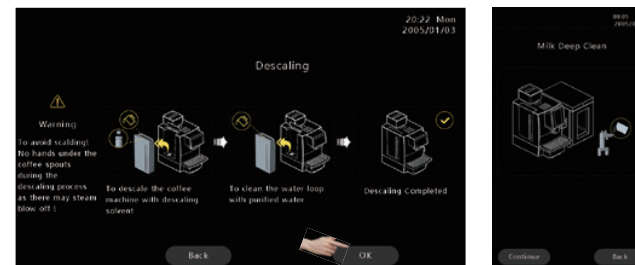 20:22 Mon
2005/01/03
Descaling
Warning
To avoid scalding!
No hands under the
coffee spouts
during the
descaling process
as there may steam
blow off !
To descale the coffee
machine with descaling
solvent
To clean the water loop
with purified water
Descaling Completed
Back
OK
00:05
Milk Deep Clean
Continue
Back